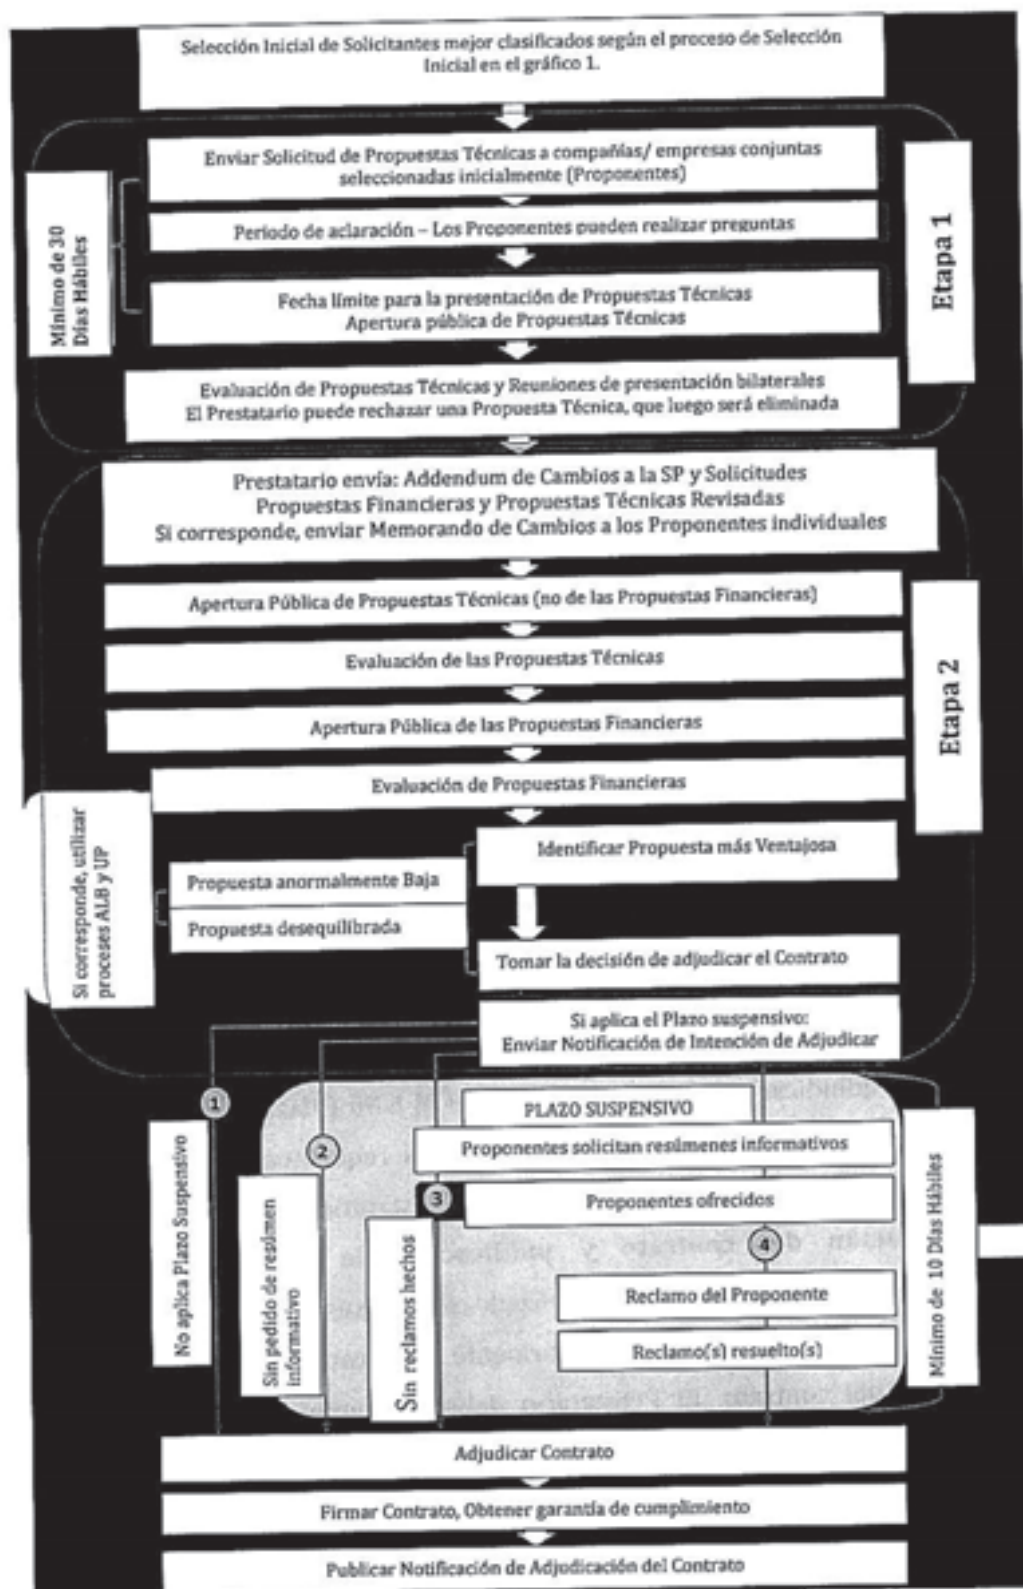 Selección Inicial de Solicitantes mejor clasificados según el proceso de Selección
Inicial en el gráfico 1.
Enviar Solicitud de Propuestas Técnicas a compañías/ empresas conjuntas
seleccionadas inicialmente (Proponentes)
Período de aclaración – Los Proponentes pueden realizar preguntas
Fecha límite para la presentación de Propuestas Técnicas
Apertura pública de Propuestas Técnicas
Mínimo de 30
Días Hábiles
Etapa 1
Evaluación de Propuestas Técnicas y Reuniones de presentación bilaterales
El Prestatario puede rechazar una Propuesta Técnica, que luego será eliminada
Prestatario envía: Addendum de Cambios a la SP y Solicitudes
Propuestas Financieras y Propuestas Técnicas Revisadas
Si corresponde, enviar Memorando de Cambios a los Proponentes individuales
Apertura Pública de Propuestas Técnicas (no de las Propuestas Financieras)
Evaluación de las Propuestas Técnicas
Etapa 2
Apertura Pública de las Propuestas Financieras
Evaluación de Propuestas Financieras
Si corresponde, utilizar
procesos ALB y UP
Identificar Propuesta más Ventajosa
Propuesta anormalmente Baja
Propuesta desequilibrada
Tomar la decisión de adjudicar el Contrato
Si aplica el Plazo suspensivo:
Enviar Notificación de Intención de Adjudicar
1
No aplica Plazo Suspensivo
2
Sin pedido de resúmen
informativo
3
Sin reclamos hechos
PLAZO SUSPENSIVO
Proponentes solicitan resúmenes informativos
Proponentes ofrecidos
4
Reclamo del Proponente
Reclamo(s) resuelto(s)
Mínimo de 10 Días Hábiles
Adjudicar Contrato
Firmar Contrato, Obtener garantía de cumplimiento
Publicar Notificación de Adjudicación del Contrato